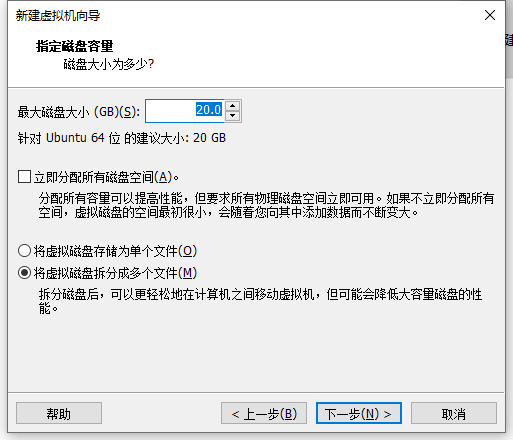 新建虚拟机向导
指定磁盘容量
磁盘大小为多少?
最大磁盘大小 (GB)(S): 20.0
针对 Ubuntu 64 位 的建议大小: 20 GB
立即分配所有磁盘空间(A)。
分配所有容量可以提高性能，但要求所有物理磁盘空间立即可用。如果不立即分配所有
空间，虚拟磁盘的空间最初很小，会随着您向其中添加数据而不断变大。
将虚拟磁盘存储为单个文件(O)
将虚拟磁盘拆分成多个文件(M)
拆分磁盘后，可以更轻松地在计算机之间移动虚拟机，但可能会降低大容量磁盘的性
能。
帮助 < 上一步(B) 下一步(N) > 取消